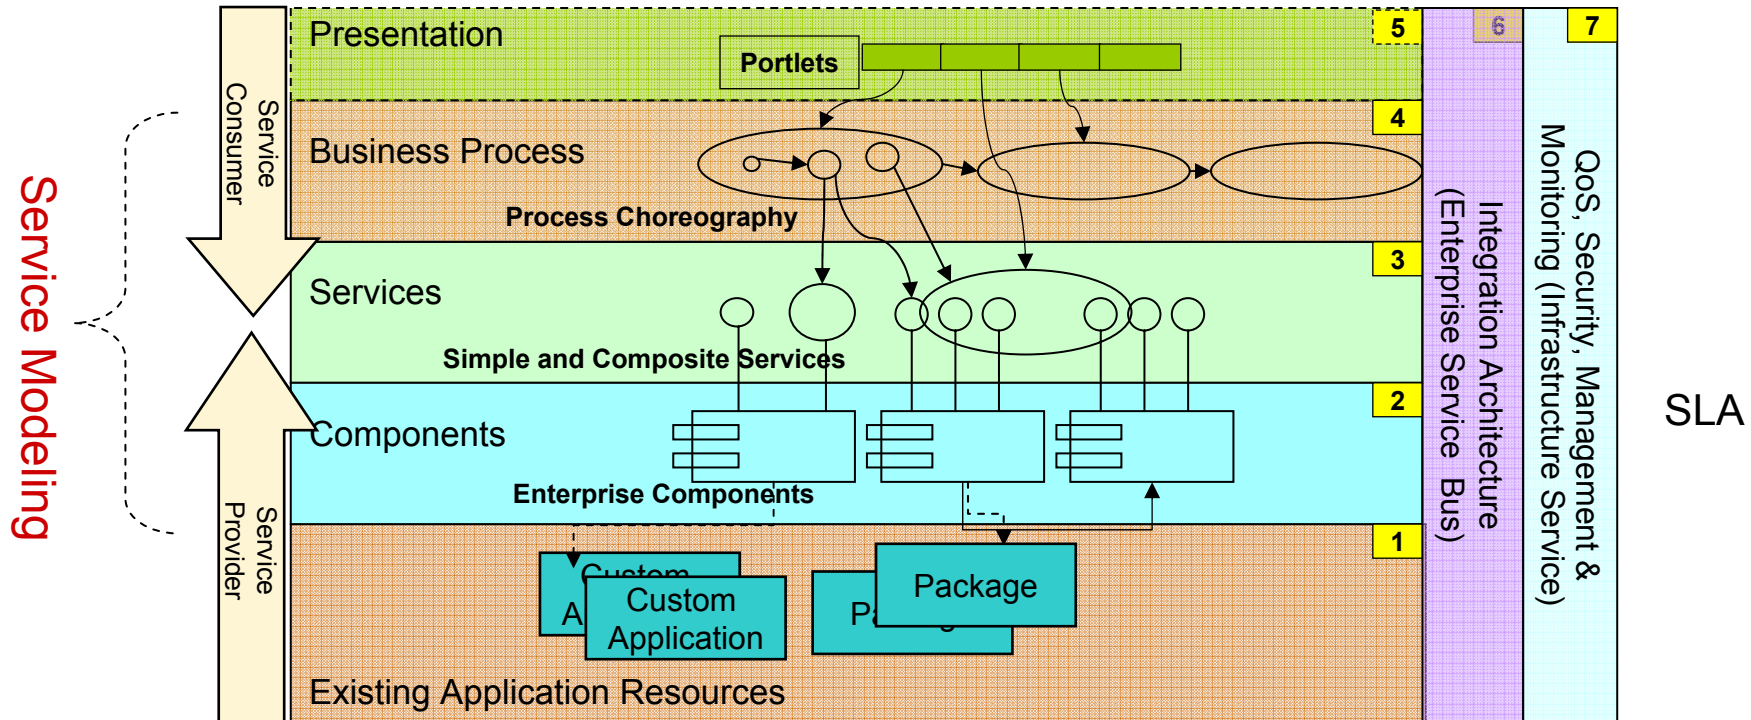 Presentation
5
6
7
Portlets
Service
Consumer
4
Business Process
Process Choreography
3
Services
Simple and Composite Services
2
Components
Enterprise Components
Service
Provider
1
Custom
A
Custom
Application
Package
Existing Application Resources
Service Modeling
Integration Architecture
(Enterprise Service Bus)
QoS, Security, Management &
Monitoring (Infrastructure Service)
SLA